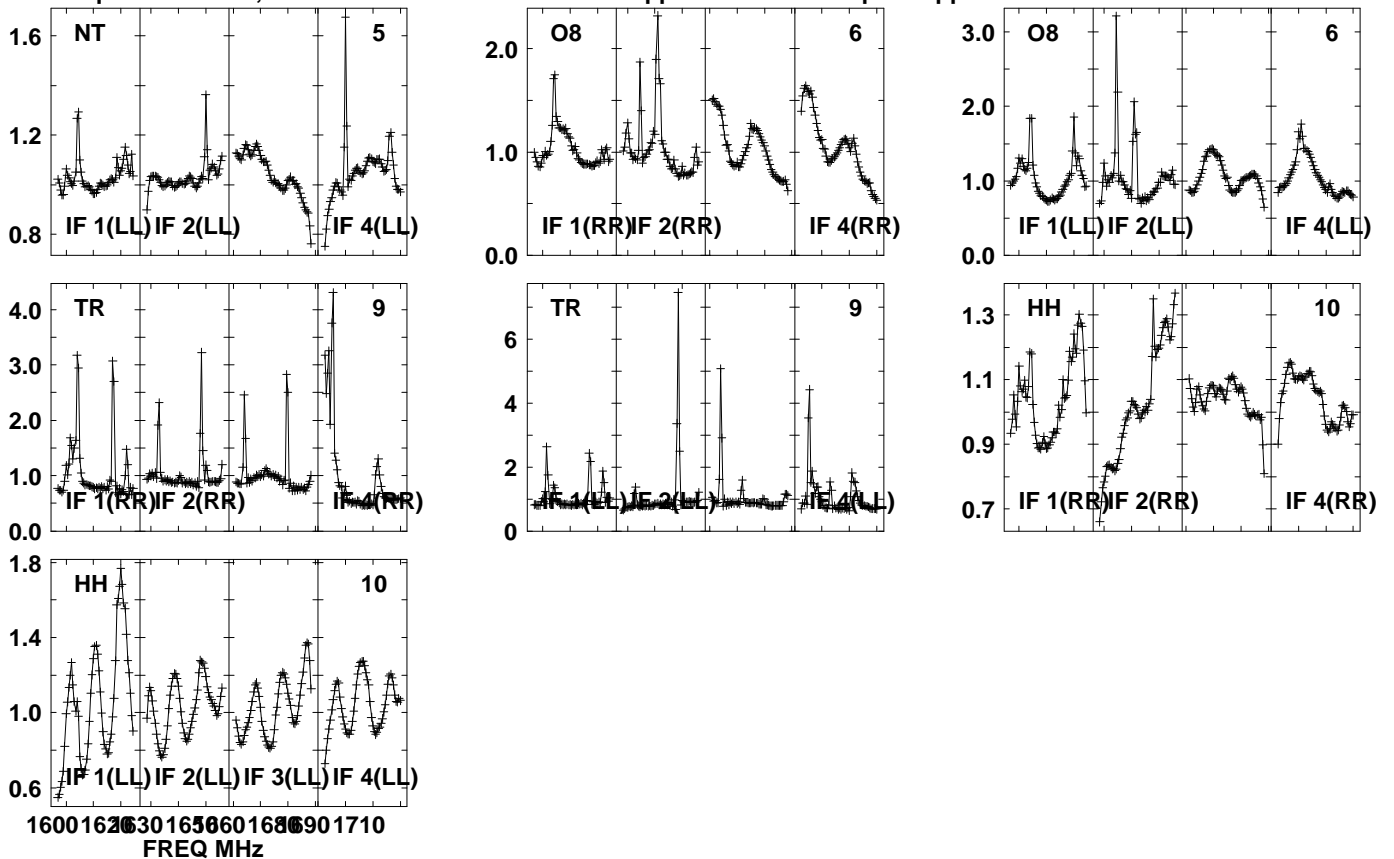 NT 5
1.6
1.2
0.8
IF 1(LL) IF 2(LL) IF 4(LL)
O8 6
2.0
1.0
0.0
IF 1(RR) IF 2(RR) IF 4(RR)
O8 6
3.0
2.0
1.0
0.0
IF 1(LL) IF 2(LL) IF 4(LL)
TR 9
4.0
3.0
2.0
1.0
0.0
IF 1(RR) IF 2(RR) IF 4(RR)
TR 9
6
4
2
0
IF 1(LL) IF 2(LL) IF 4(LL)
HH 10
1.3
1.1
0.9
0.7
IF 1(RR) IF 2(RR) IF 4(RR)
HH 10
1.8
1.4
1.0
0.6
IF 1(LL) IF 2(LL) IF 3(LL) IF 4(LL)
1600 1620 1630 1650 1660 1680 1690 1710
FREQ MHz